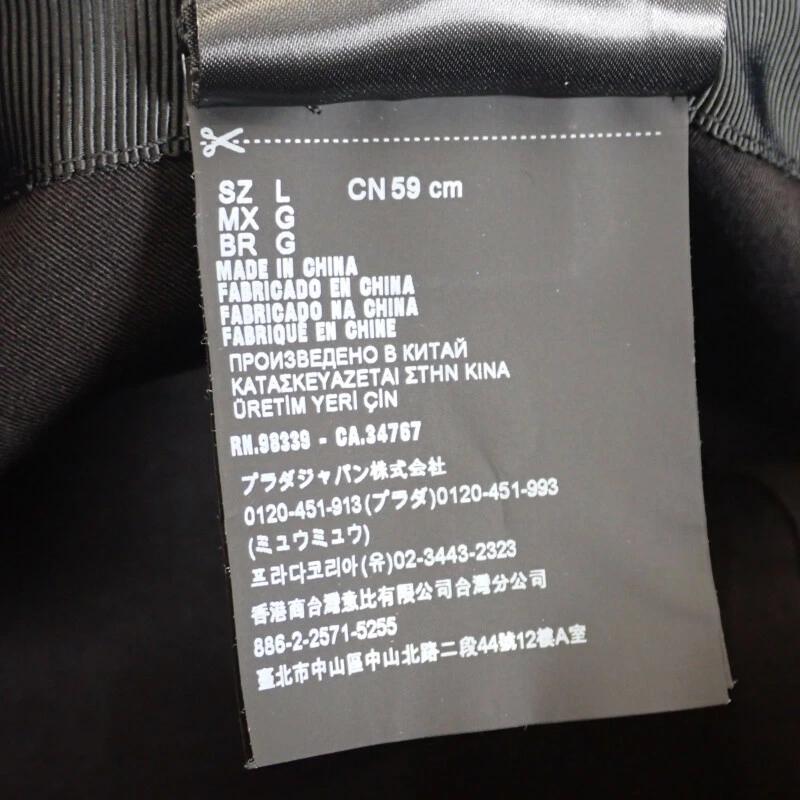 SZ L CN 59 cm
MX G
BR G
MADE IN CHINA
FABRICADO EN CHINA
FABRICADO NA CHINA
FABRIQUÉ EN CHINE
ПРОИЗВЕДЕНО В КИТАЙ
ΚΑΤΑΣΚΕΥΑΖΕΤΑΙ ΣΤΗΝ ΚΙΝΑ
ÜRETİM YERİ ÇİN
RN.98339 - CA.34767
プラダジャパン株式会社
0120-451-913(プラダ)0120-451-993
(ミュウミュウ)
프라다코리아(유)02-3443-2323
香港商台灣惫比有限公司台灣分公司
886-2-2571-5255
臺北市中山區中山北路二段44號12樓A室